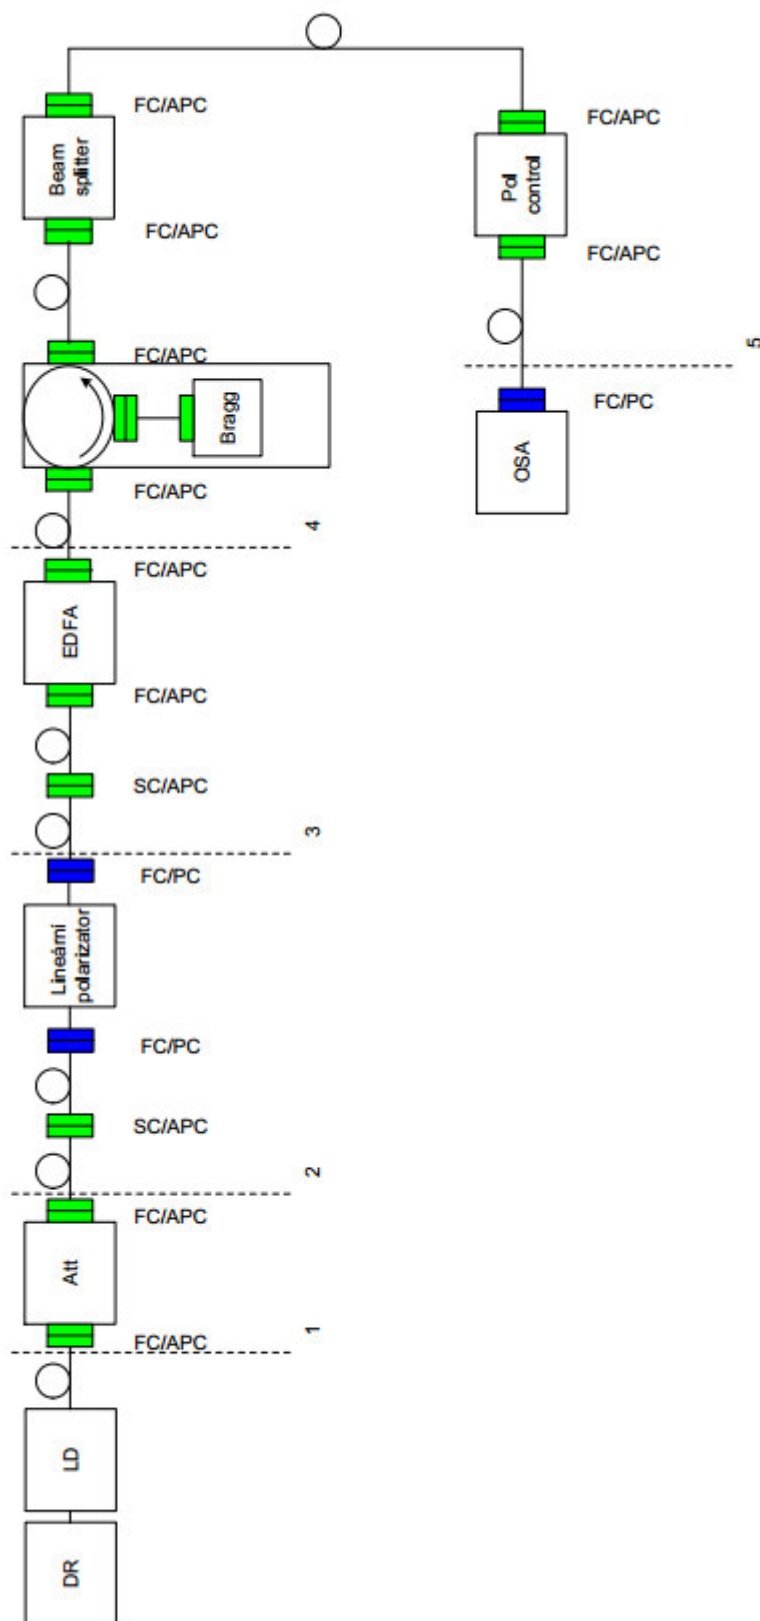 FC/APC
Beam
splitter
FC/APC
FC/APC
Bragg
FC/APC
4
FC/APC
EDFA
FC/APC
SC/APC
3
FC/PC
Lineární
polarizator
FC/PC
SC/APC
2
FC/APC
Att
1
FC/APC
LD
DR
FC/APC
Pol
control
FC/APC
5
FC/PC
OSA